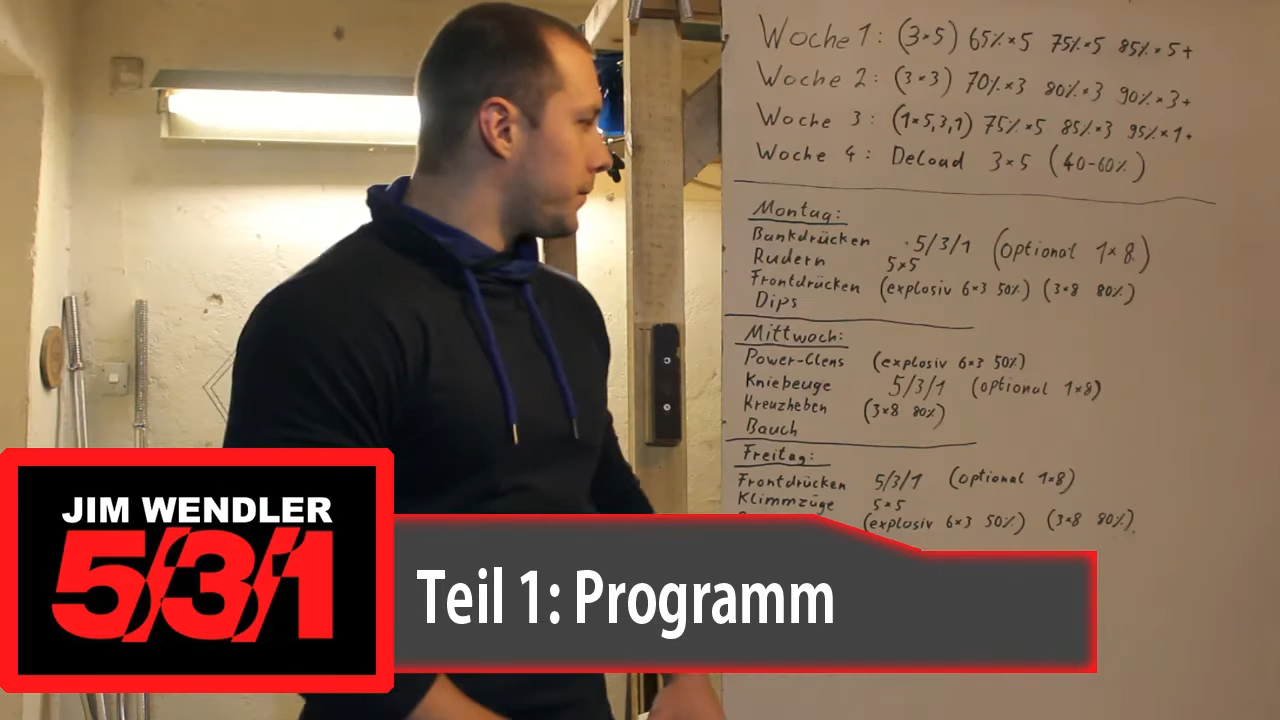 Woche 1: (3×5) 65%×5 75%×5 85%×5+
Woche 2: (3×3) 70%×3 80%×3 90%×3+
Woche 3: (1×5,3,1) 75%×5 85%×3 95%×1+
Woche 4: Deload 3×5 (40-60%)
Montag:
Bankdrücken 5/3/1 (optional 1×8)
Rudern 5×5
Frontdrücken (explosiv 6×3 50%) (3×8 80%)
Dips
Mittwoch:
Power-Clens (explosiv 6×3 50%)
Kniebeuge 5/3/1 (optional 1×8)
Kreuzheben (3×8 80%)
Bauch
Freitag:
Frontdrücken 5/3/1 (optional 1×8)
Klimmzüge 5×5
(explosiv 6×3 50%) (3×8 80%)
JIM WENDLER
5/3/1
Teil 1: Programm